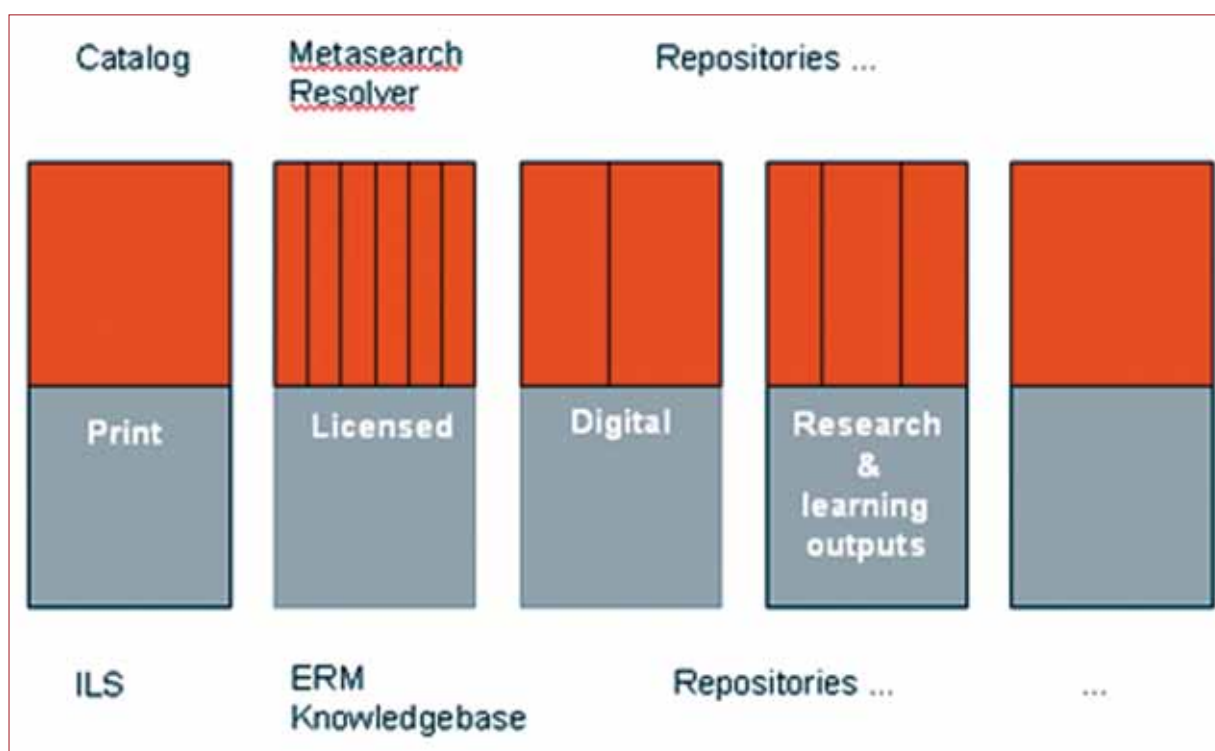 Catalog
Metasearch
Resolver
Repositories ...
Print
Licensed
Digital
Research
&
learning
outputs
ILS
ERM
Knowledgebase
Repositories ...
...